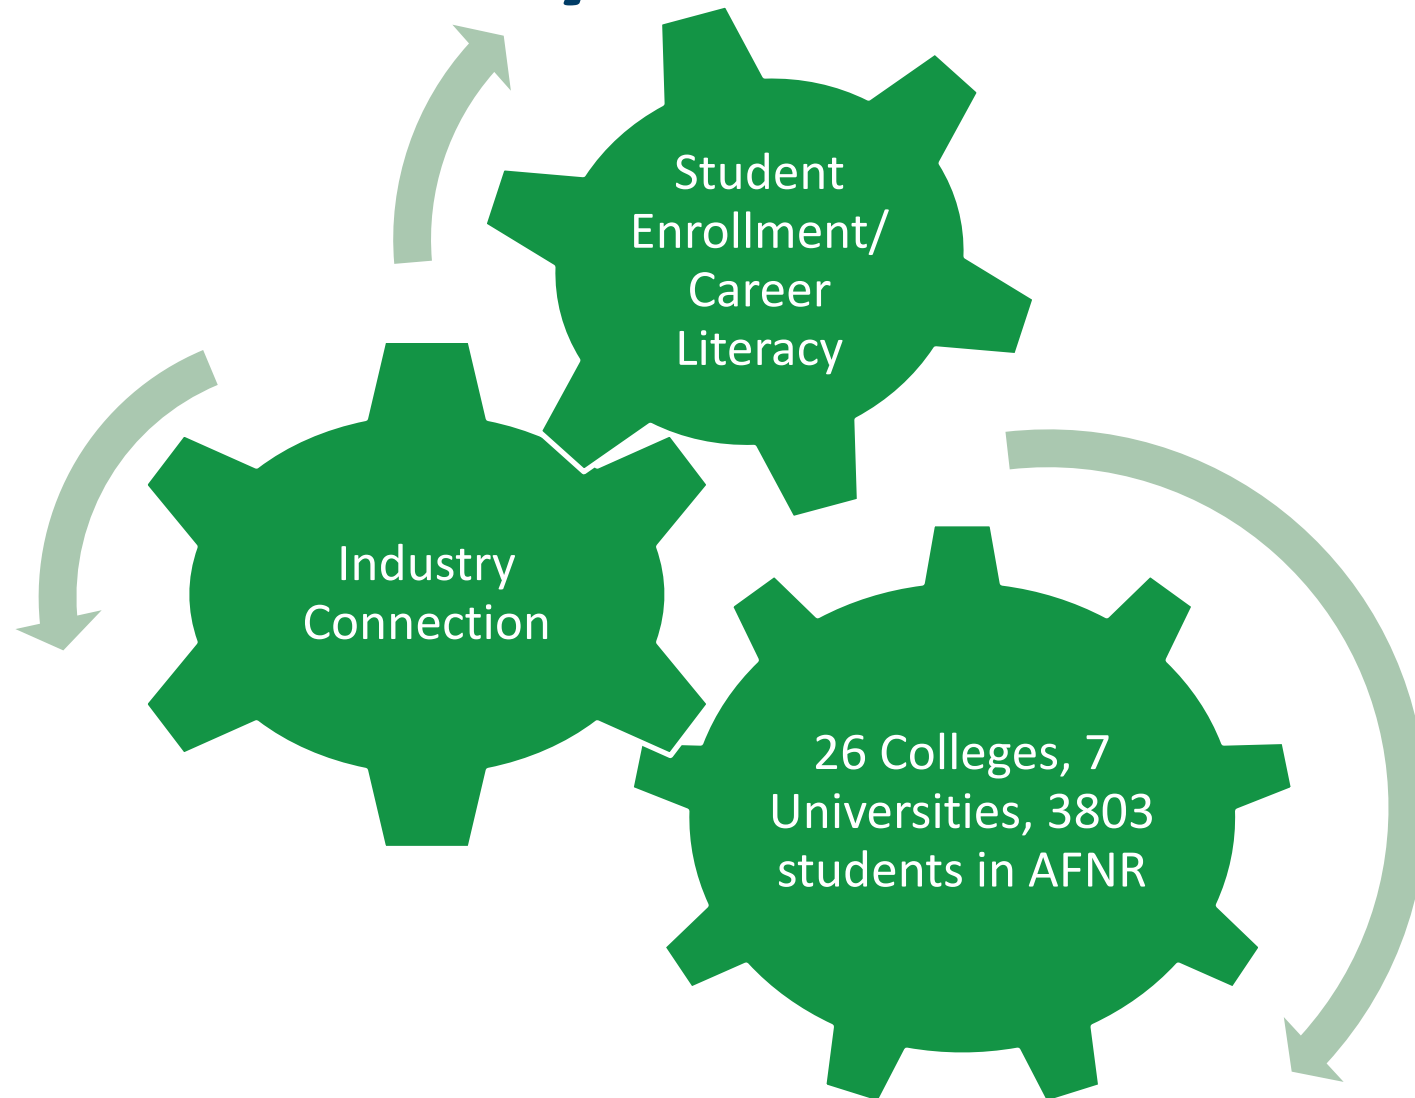 Student
Enrollment/
Career
Literacy
Industry
Connection
26 Colleges, 7
Universities, 3803
students in AFNR